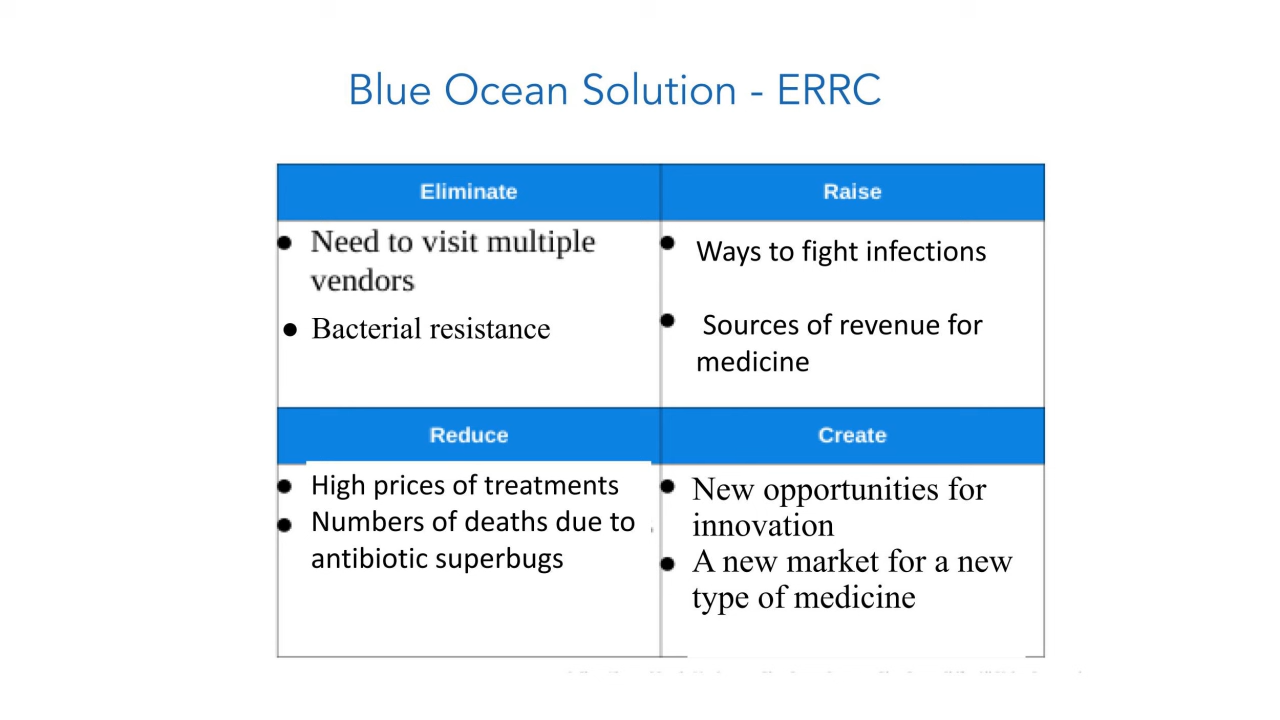 Blue Ocean Solution - ERRC
Eliminate
● Need to visit multiple
vendors
● Bacterial resistance
Raise
● Ways to fight infections
● Sources of revenue for
medicine
Reduce
● High prices of treatments
● Numbers of deaths due to
antibiotic superbugs
Create
● New opportunities for
innovation
● A new market for a new
type of medicine